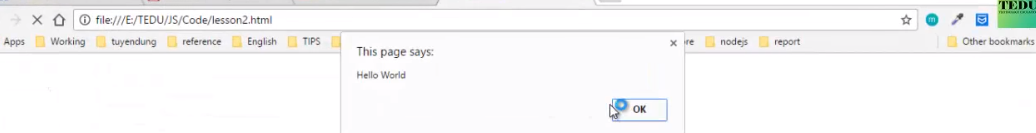 TEDU
file:///E:/TEDU/JS/Code/lesson2.html
Apps Working tuyendung reference English TIPS re nodejs report Other bookmarks
This page says:
Hello World
OK